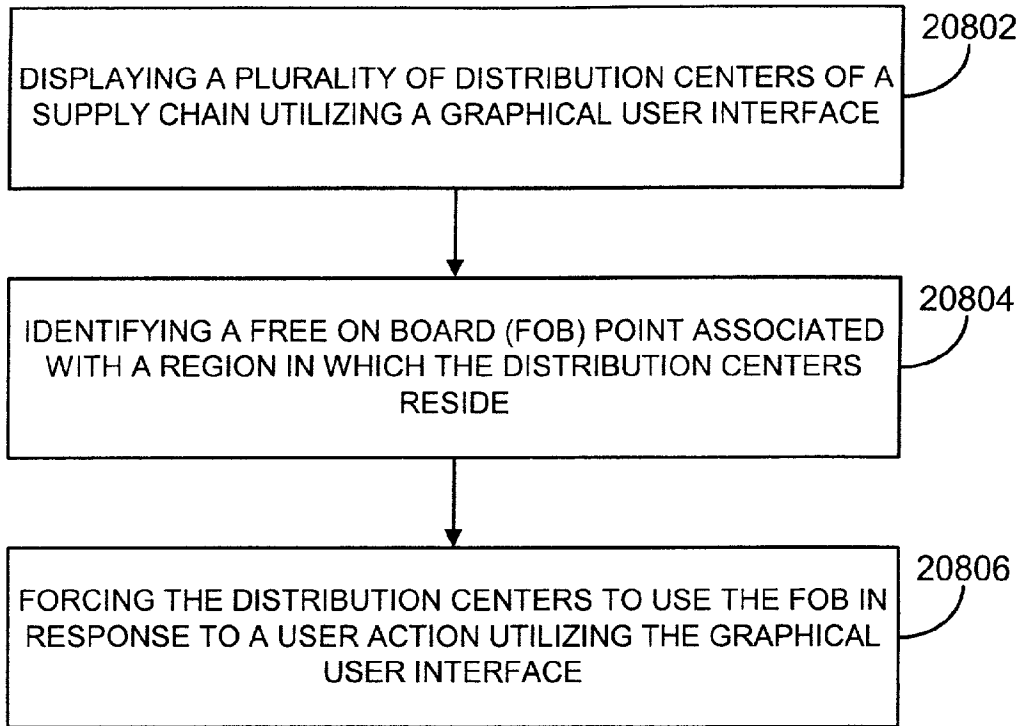 20802
DISPLAYING A PLURALITY OF DISTRIBUTION CENTERS OF A
SUPPLY CHAIN UTILIZING A GRAPHICAL USER INTERFACE
20804
IDENTIFYING A FREE ON BOARD (FOB) POINT ASSOCIATED
WITH A REGION IN WHICH THE DISTRIBUTION CENTERS
RESIDE
20806
FORCING THE DISTRIBUTION CENTERS TO USE THE FOB IN
RESPONSE TO A USER ACTION UTILIZING THE GRAPHICAL
USER INTERFACE